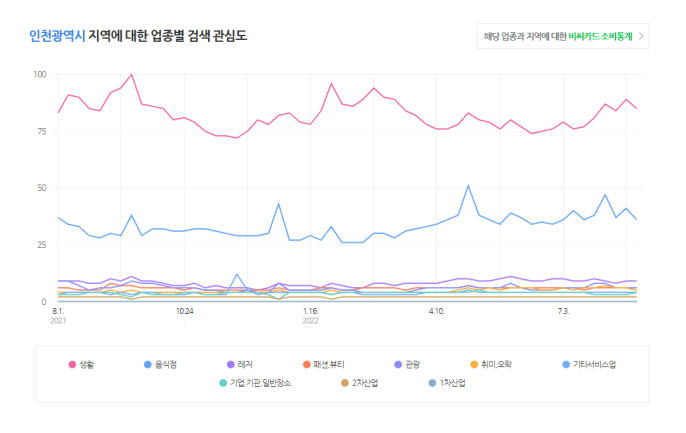 인천광역시 지역에 대한 업종별 검색 관심도
해당 업종과 지역에 대한 비씨카드 소비통계
100
75
50
25
0
8.1. 10.24 1.16. 4.10. 7.3.
2021 2022
생활 음식점 레저 패션,뷰티 관광 취미,오락 기타서비스업
기업,기관,일반장소 2차산업 1차산업